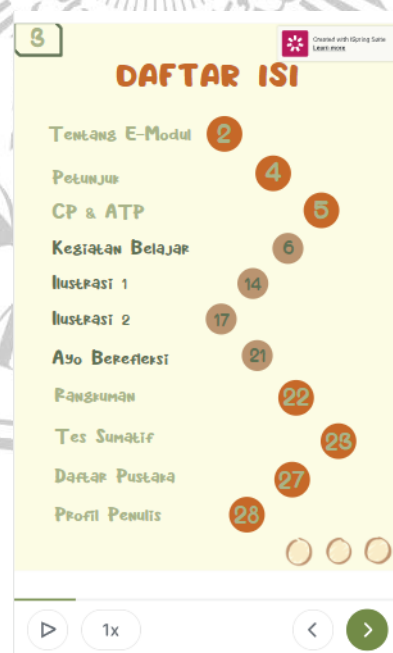 3
Created with iSpring Suite
Learn more
DAFTAR ISI
Tentang E-Modul 2
Petunjuk 4
CP & ATP 5
Kegiatan Belajar 6
Ilustrasi 1 14
Ilustrasi 2 17
Ayo Berefleksi 21
Rangkuman 22
Tes Sumatif 23
Daftar Pustaka 27
Profil Penulis 28
1x